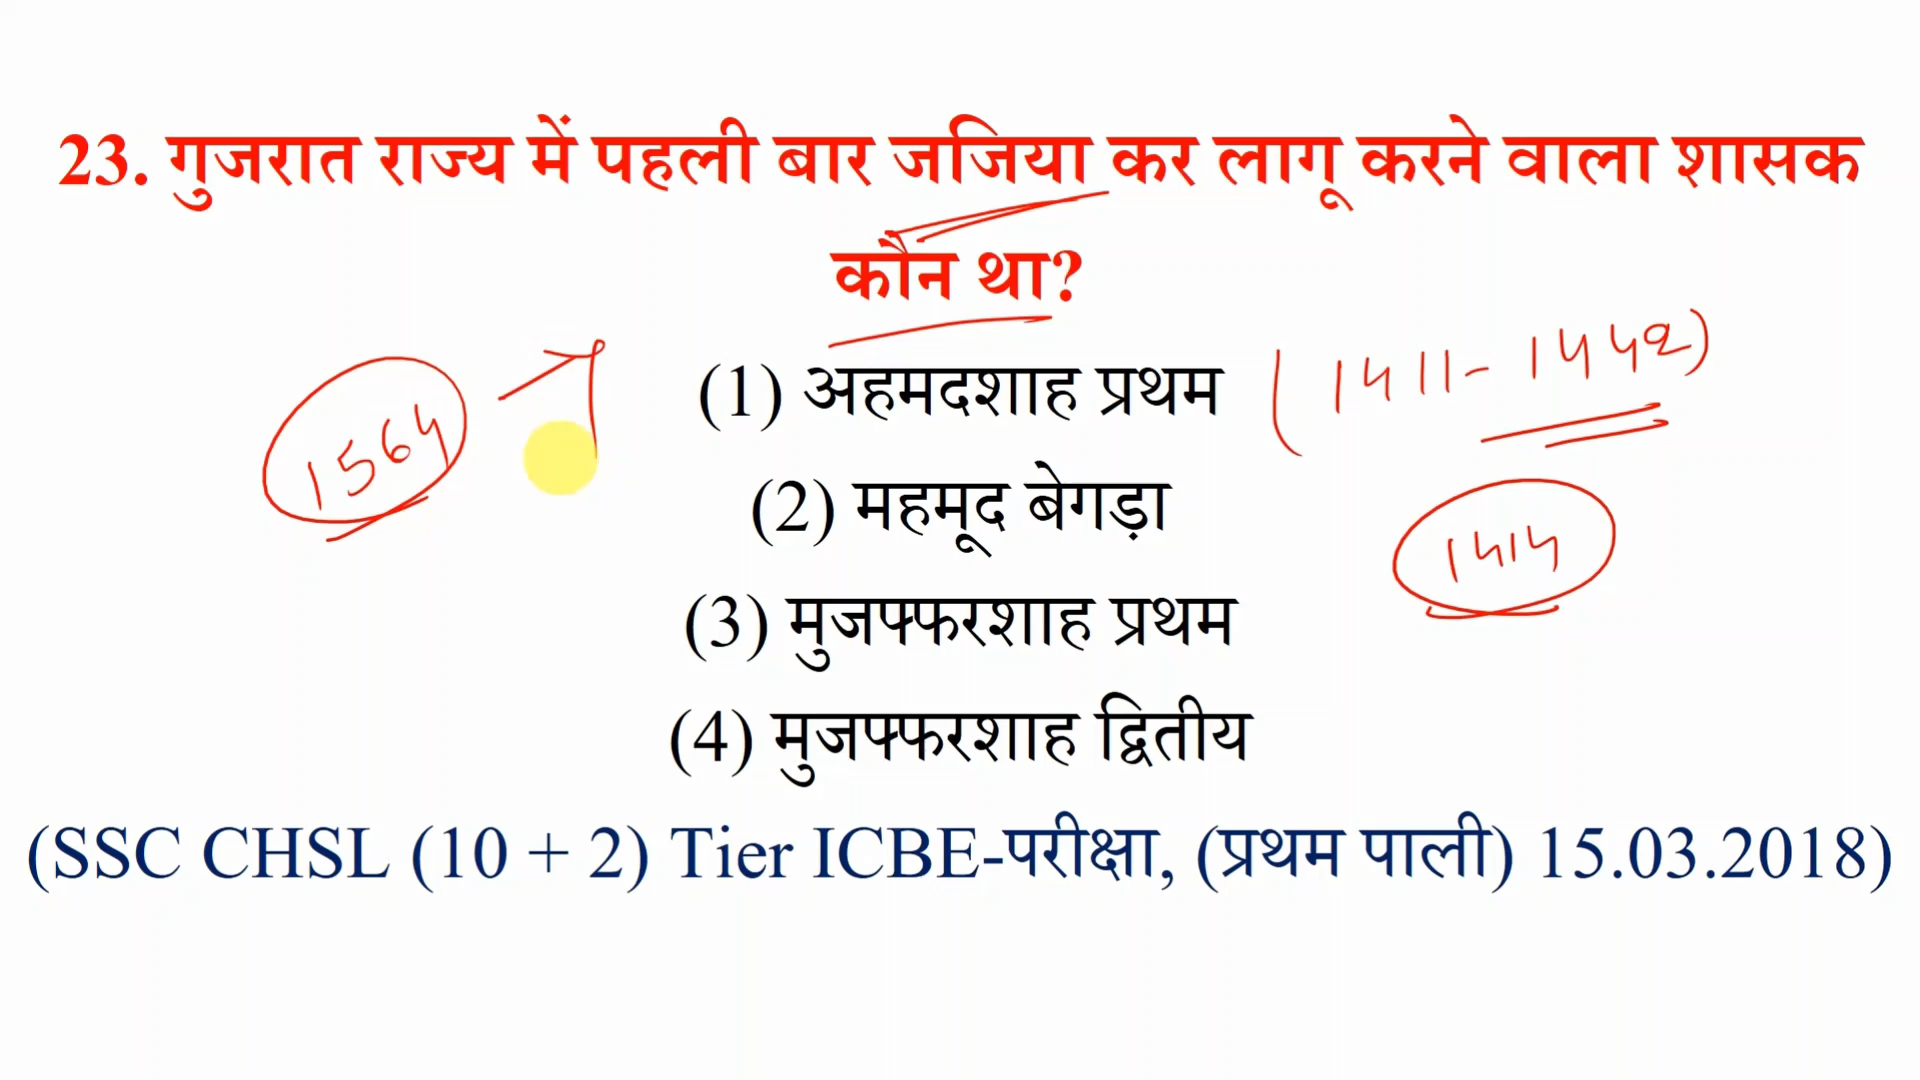 23. गुजरात राज्य में पहली बार जजिया कर लागू करने वाला शासक
कौन था?
(1) अहमदशाह प्रथम (1411-1442)
1564
(2) महमूद बेगड़ा
1414
(3) मुजफ्फरशाह प्रथम
(4) मुजफ्फरशाह द्वितीय
(SSC CHSL (10 + 2) Tier ICBE-परीक्षा, (प्रथम पाली) 15.03.2018)